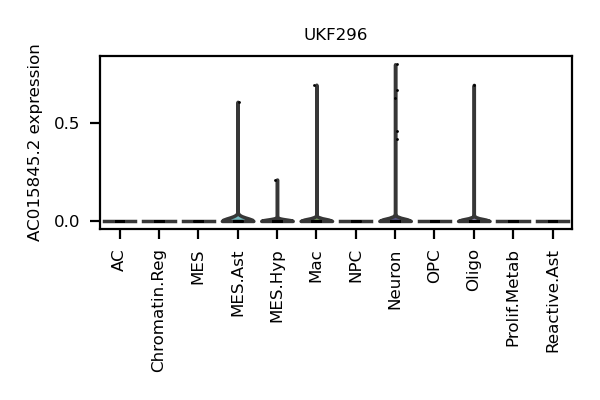 UKF296
AC015845.2 expression
0.5
0.0
AC
Chromatin.Reg
MES
MES.Ast
MES.Hyp
Mac
NPC
Neuron
OPC
Oligo
Prolif.Metab
Reactive.Ast